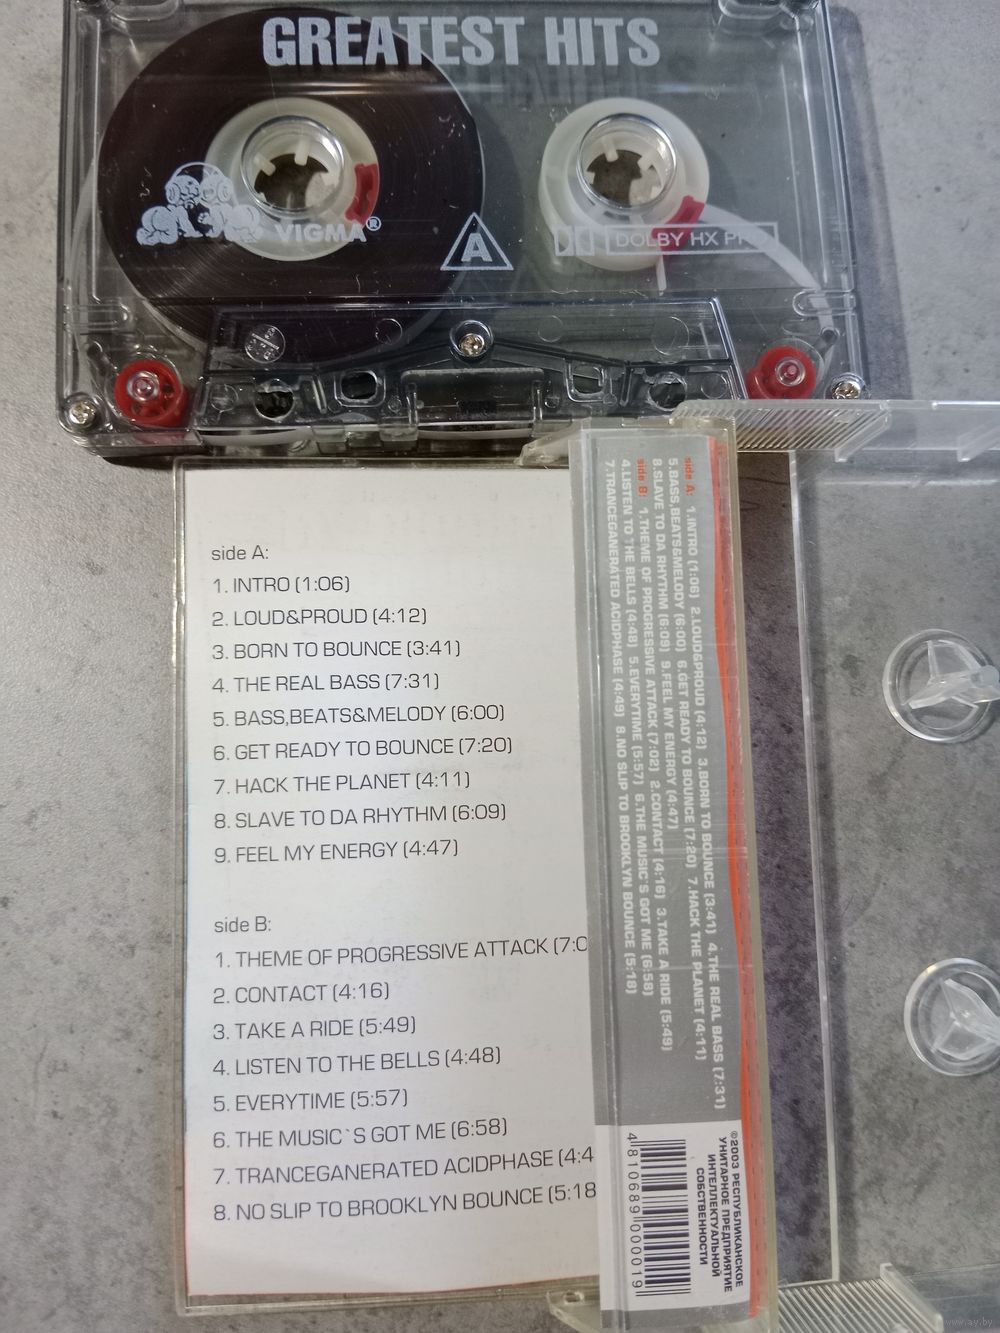 GREATEST HITS
VIGMA®
A
DOLBY HX PRO
side A:
1. INTRO (1:06)
2. LOUD&PROUD (4:12)
3. BORN TO BOUNCE (3:41)
4. THE REAL BASS (7:31)
5. BASS,BEATS&MELODY (6:00)
6. GET READY TO BOUNCE (7:20)
7. HACK THE PLANET (4:11)
8. SLAVE TO DA RHYTHM (6:09)
9. FEEL MY ENERGY (4:47)
side B:
1. THEME OF PROGRESSIVE ATTACK (7:0
2. CONTACT (4:16)
3. TAKE A RIDE (5:49)
4. LISTEN TO THE BELLS (4:48)
5. EVERYTIME (5:57)
6. THE MUSIC`S GOT ME (6:58)
7. TRANCEGANERATED ACIDPHASE (4:4
8. NO SLIP TO BROOKLYN BOUNCE (5:18
side A: 1.INTRO (1:06) 2.LOUD&PROUD (4:12) 3.BORN TO BOUNCE (3:41) 4.THE REAL BASS (7:31)
5.BASS,BEATS&MELODY (6:00) 6.GET READY TO BOUNCE (7:20) 7.HACK THE PLANET (4:11)
8.SLAVE TO DA RHYTHM (6:09) 9.FEEL MY ENERGY (4:47)
side B: 1.THEME OF PROGRESSIVE ATTACK (7:02) 2.CONTACT (4:16) 3.TAKE A RIDE (5:49)
4.LISTEN TO THE BELLS (4:48) 5.EVERYTIME (5:57) 6.THE MUSIC`S GOT ME (6:58)
7.TRANCEGANERATED ACIDPHASE (4:49) 8.NO SLIP TO BROOKLYN BOUNCE (5:18)
©2003 РЕСПУБЛИКАНСКОЕ
УНИТАРНОЕ ПРЕДПРИЯТИЕ
ИНТЕЛЛЕКТУАЛЬНОЙ
СОБСТВЕННОСТИ
4 810689 000019
www.ay.by